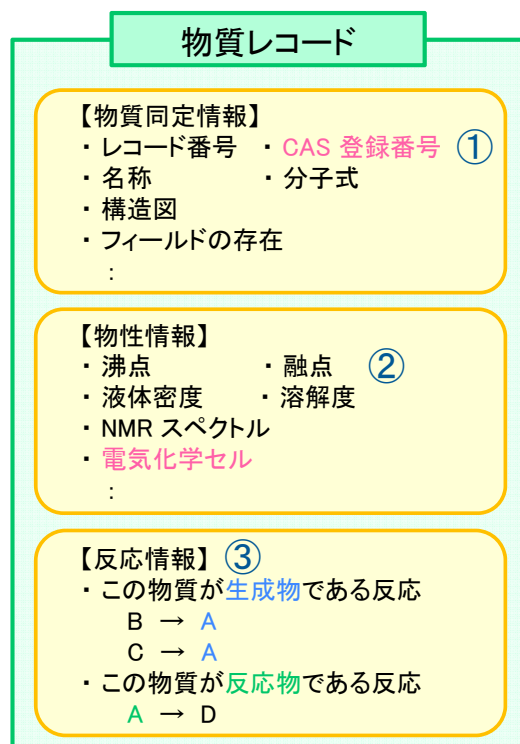 物質レコード
【物質同定情報】
・レコード番号 ・CAS 登録番号 ①
・名称 ・分子式
・構造図
・フィールドの存在
:
【物性情報】
・沸点 ・融点 ②
・液体密度 ・溶解度
・NMR スペクトル
・電気化学セル
:
【反応情報】 ③
・この物質が生成物である反応
B → A
C → A
・この物質が反応物である反応
A → D